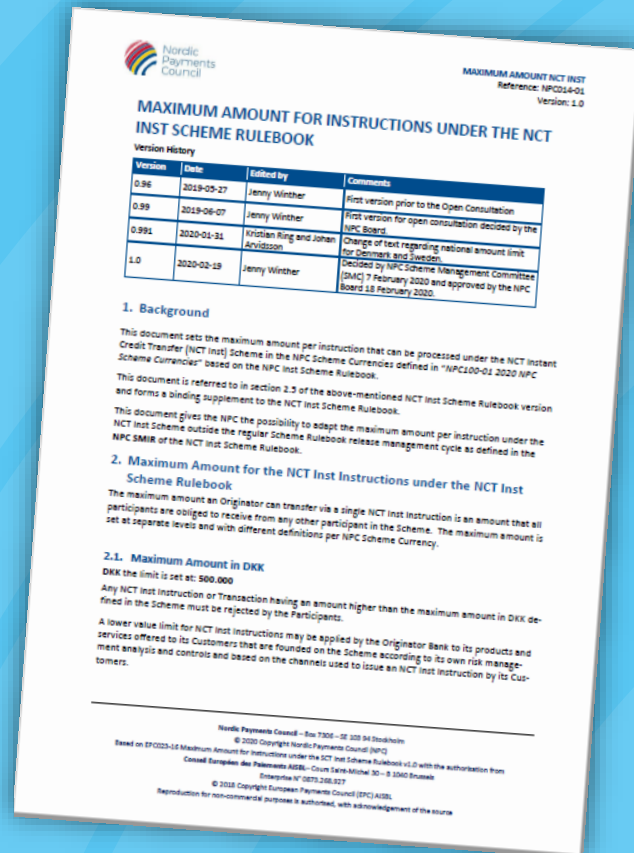 Nordic
Payments
Council
MAXIMUM AMOUNT NCT INST
Reference: NPC014-01
Version: 1.0
MAXIMUM AMOUNT FOR INSTRUCTIONS UNDER THE NCT
INST SCHEME RULEBOOK
Version History
Version Date Edited by Comments
0.96 2019-05-27 Jenny Winther First version prior to the Open Consultation
0.99 2019-06-07 Jenny Winther First version for open consultation decided by the
NPC Board.
0.991 2020-01-31 Kristian Ring and Johan Change of text regarding national amount limit
Arvidsson for Denmark and Sweden.
1.0 2020-02-19 Jenny Winther Decided by NPC Scheme Management Committee
(SMC) 7 February 2020 and approved by the NPC
Board 18 February 2020.
1. Background
This document sets the maximum amount per instruction that can be processed under the NCT Instant
Credit Transfer (NCT Inst) Scheme in the NPC Scheme Currencies defined in "NPC100-01 2020 NPC
Scheme Currencies" based on the NPC Inst Scheme Rulebook.
This document is referred to in section 2.5 of the above-mentioned NCT Inst Scheme Rulebook version
and forms a binding supplement to the NCT Inst Scheme Rulebook.
This document gives the NPC the possibility to adapt the maximum amount per instruction under the
NCT Inst Scheme outside the regular Scheme Rulebook release management cycle as defined in the
NPC SMIR of the NCT Inst Scheme Rulebook.
2. Maximum Amount for the NCT Inst Instructions under the NCT Inst
Scheme Rulebook
The maximum amount an Originator can transfer via a single NCT Inst Instruction is an amount that all
participants are obliged to receive from any other participant in the Scheme. The maximum amount is
set at separate levels and with different definitions per NPC Scheme Currency.
2.1. Maximum Amount in DKK
DKK the limit is set at: 500.000
Any NCT Inst Instruction or Transaction having an amount higher than the maximum amount in DKK de-
fined in the Scheme must be rejected by the Participants.
A lower value limit for NCT Inst Instructions may be applied by the Originator Bank to its products and
services offered to its Customers that are founded on the Scheme according to its own risk manage-
ment analysis and controls and based on the channels used to issue an NCT Inst Instruction by its Cus-
tomers.
Nordic Payments Council – Box 7306 – SE 103 94 Stockholm
© 2020 Copyright Nordic Payments Council (NPC)
Based on EPC023-16 Maximum Amount for Instructions under the SCT Inst Scheme Rulebook v1.0 with the authorisation from
Conseil Européen des Paiements AISBL– Cours Saint-Michel 30 – B 1040 Brussels
Enterprise N° 0873.268.927
© 2016 Copyright European Payments Council (EPC) AISBL
Reproduction for non-commercial purposes is authorised, with acknowledgement of the source